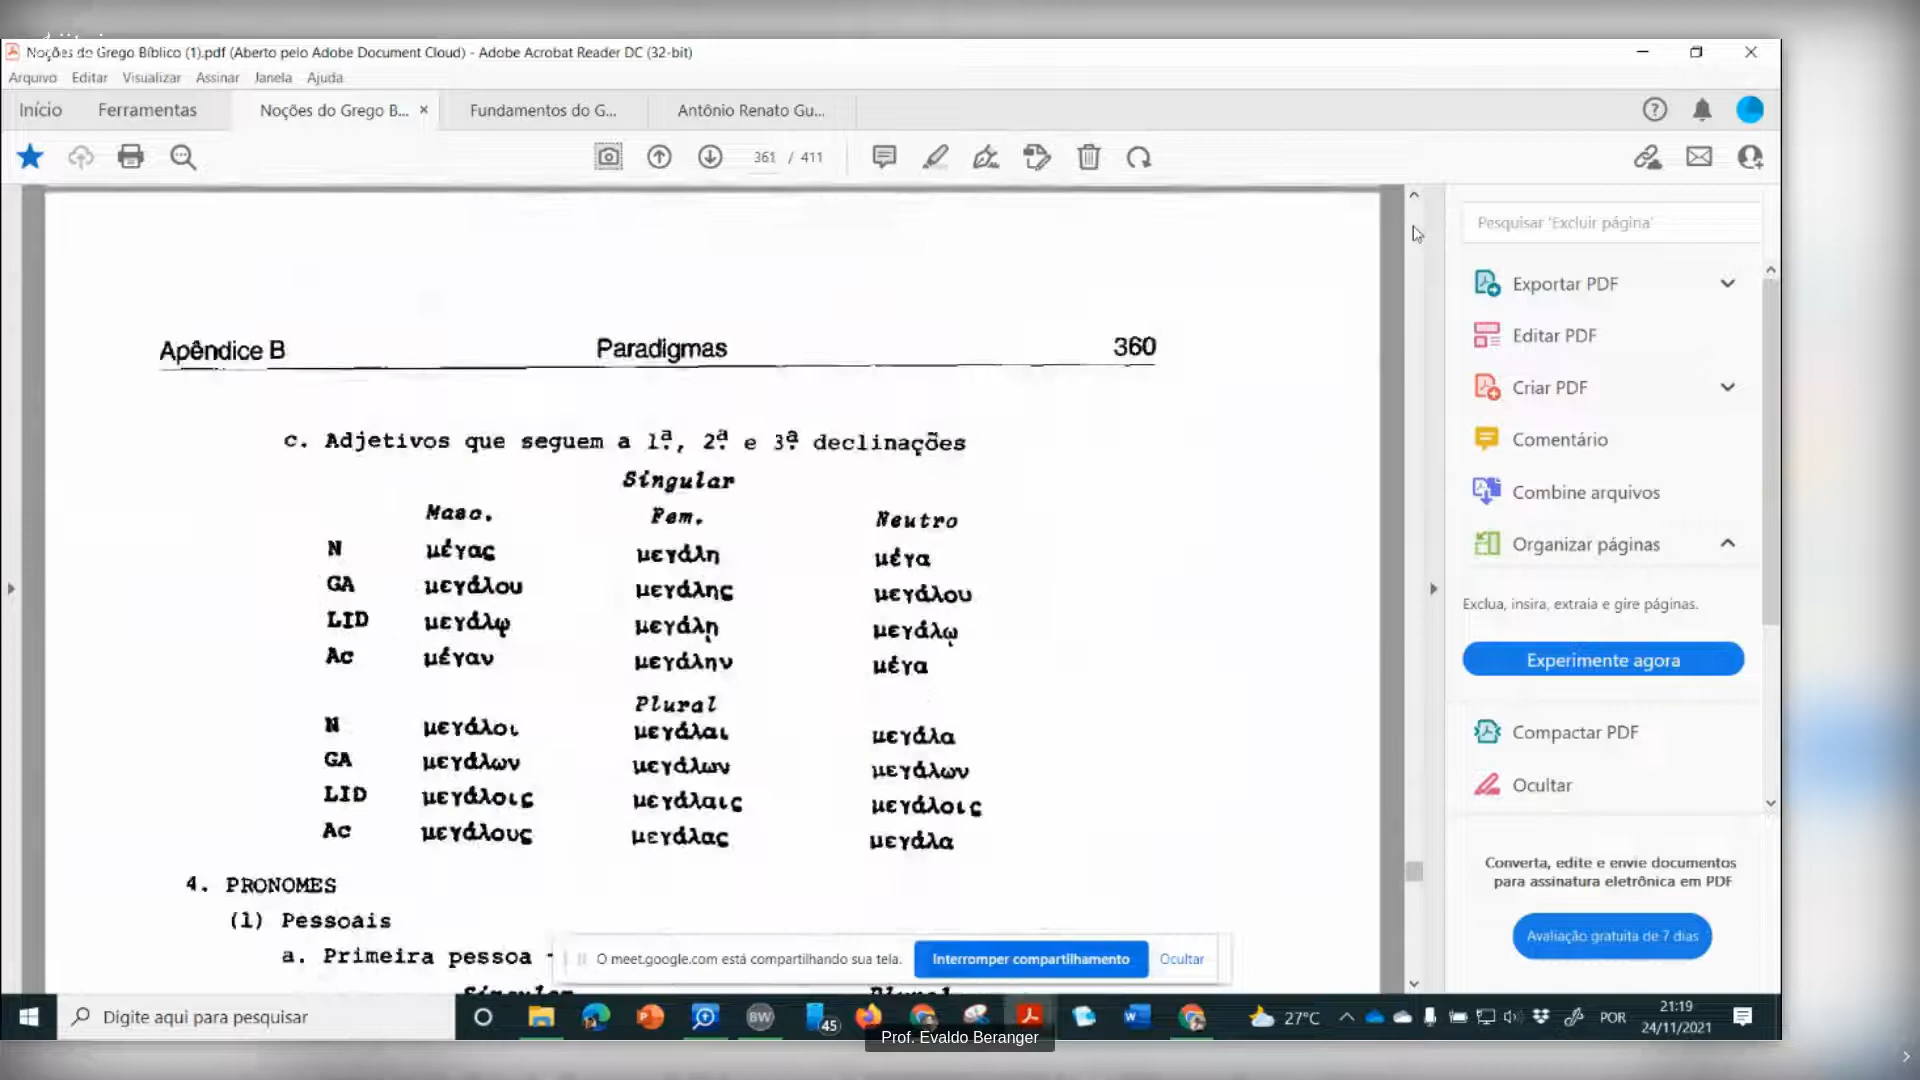 Noções do Grego Bíblico (1).pdf (Aberto pelo Adobe Document Cloud) - Adobe Acrobat Reader DC (32-bit)
Arquivo Editar Visualizar Assinar Janela Ajuda
Início Ferramentas Noções do Grego B... × Fundamentos do G... Antônio Renato Gu...
361 / 411
Pesquisar 'Excluir página'
Exportar PDF
Editar PDF
Criar PDF
Comentário
Combine arquivos
Organizar páginas
Exclua, insira, extraia e gire páginas.
Experimente agora
Compactar PDF
Ocultar
Converta, edite e envie documentos
para assinatura eletrônica em PDF
Avaliação gratuita de 7 dias
Apêndice B Paradigmas 360
c. Adjetivos que seguem a 1ª, 2ª e 3ª declinações
Singular
Masc. Fem. Neutro
N μέγας μεγάλη μέγα
GA μεγάλου μεγάλης μεγάλου
LID μεγάλῳ μεγάλῃ μεγάλῳ
Ac μέγαν μεγάλην μέγα
Plural
N μεγάλοι μεγάλαι μεγάλα
GA μεγάλων μεγάλων μεγάλων
LID μεγάλοις μεγάλαις μεγάλοις
Ac μεγάλους μεγάλας μεγάλα
4. PRONOMES
(1) Pessoais
a. Primeira pessoa -
Singular Plural
O meet.google.com está compartilhando sua tela. Interromper compartilhamento Ocultar
Digite aqui para pesquisar
BW 45
27°C POR 21:19
24/11/2021
Prof. Evaldo Beranger